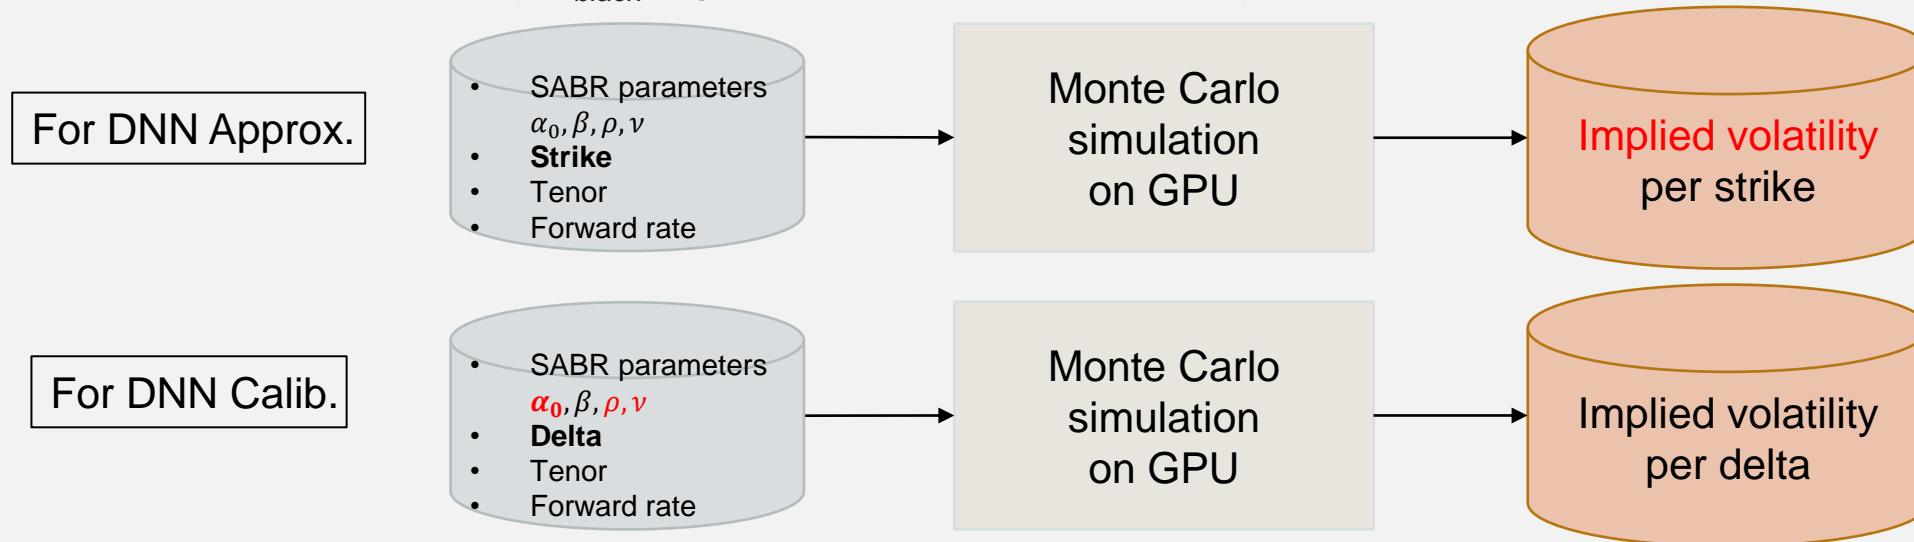 black
For DNN Approx.
• SABR parameters
α₀, β, ρ, ν
• Strike
• Tenor
• Forward rate
Monte Carlo
simulation
on GPU
Implied volatility
per strike
For DNN Calib.
• SABR parameters
α₀, β, ρ, ν
• Delta
• Tenor
• Forward rate
Monte Carlo
simulation
on GPU
Implied volatility
per delta